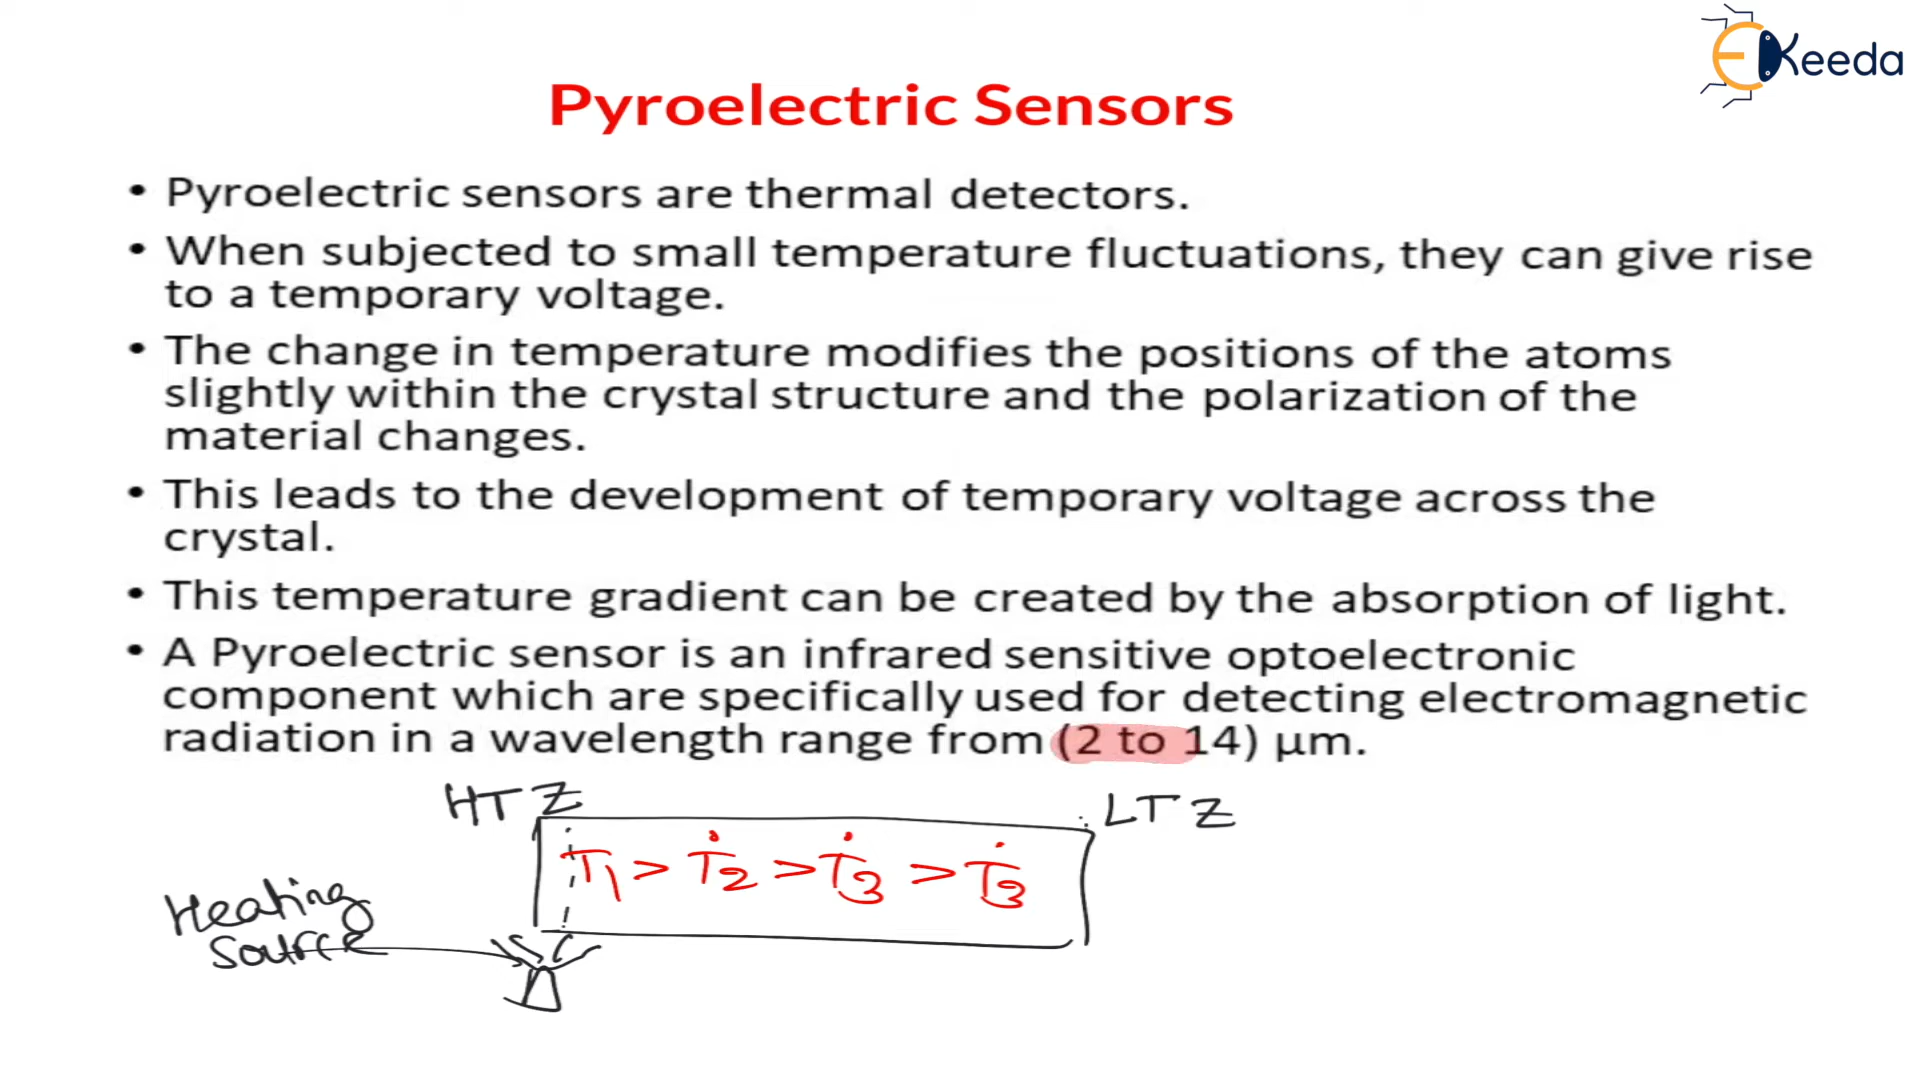 EKeeda
Pyroelectric Sensors
• Pyroelectric sensors are thermal detectors.
• When subjected to small temperature fluctuations, they can give rise
to a temporary voltage.
• The change in temperature modifies the positions of the atoms
slightly within the crystal structure and the polarization of the
material changes.
• This leads to the development of temporary voltage across the
crystal.
• This temperature gradient can be created by the absorption of light.
• A Pyroelectric sensor is an infrared sensitive optoelectronic
component which are specifically used for detecting electromagnetic
radiation in a wavelength range from (2 to 14) μm.
HTZ
LTZ
T1 > T2 > T3 > T3
Heating
Source